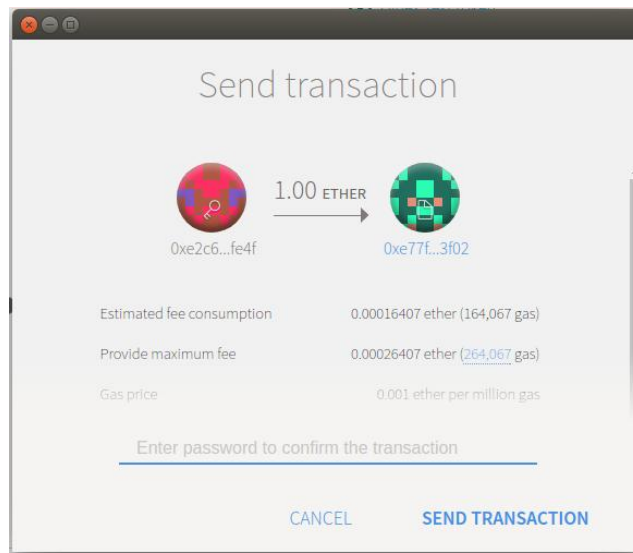 Send transaction
1.00 ETHER
0xe2c6...fe4f
0xe77f...3f02
Estimated fee consumption 0.00016407 ether (164,067 gas)
Provide maximum fee 0.00026407 ether (264,067 gas)
Gas price 0.001 ether per million gas
Enter password to confirm the transaction
CANCEL SEND TRANSACTION